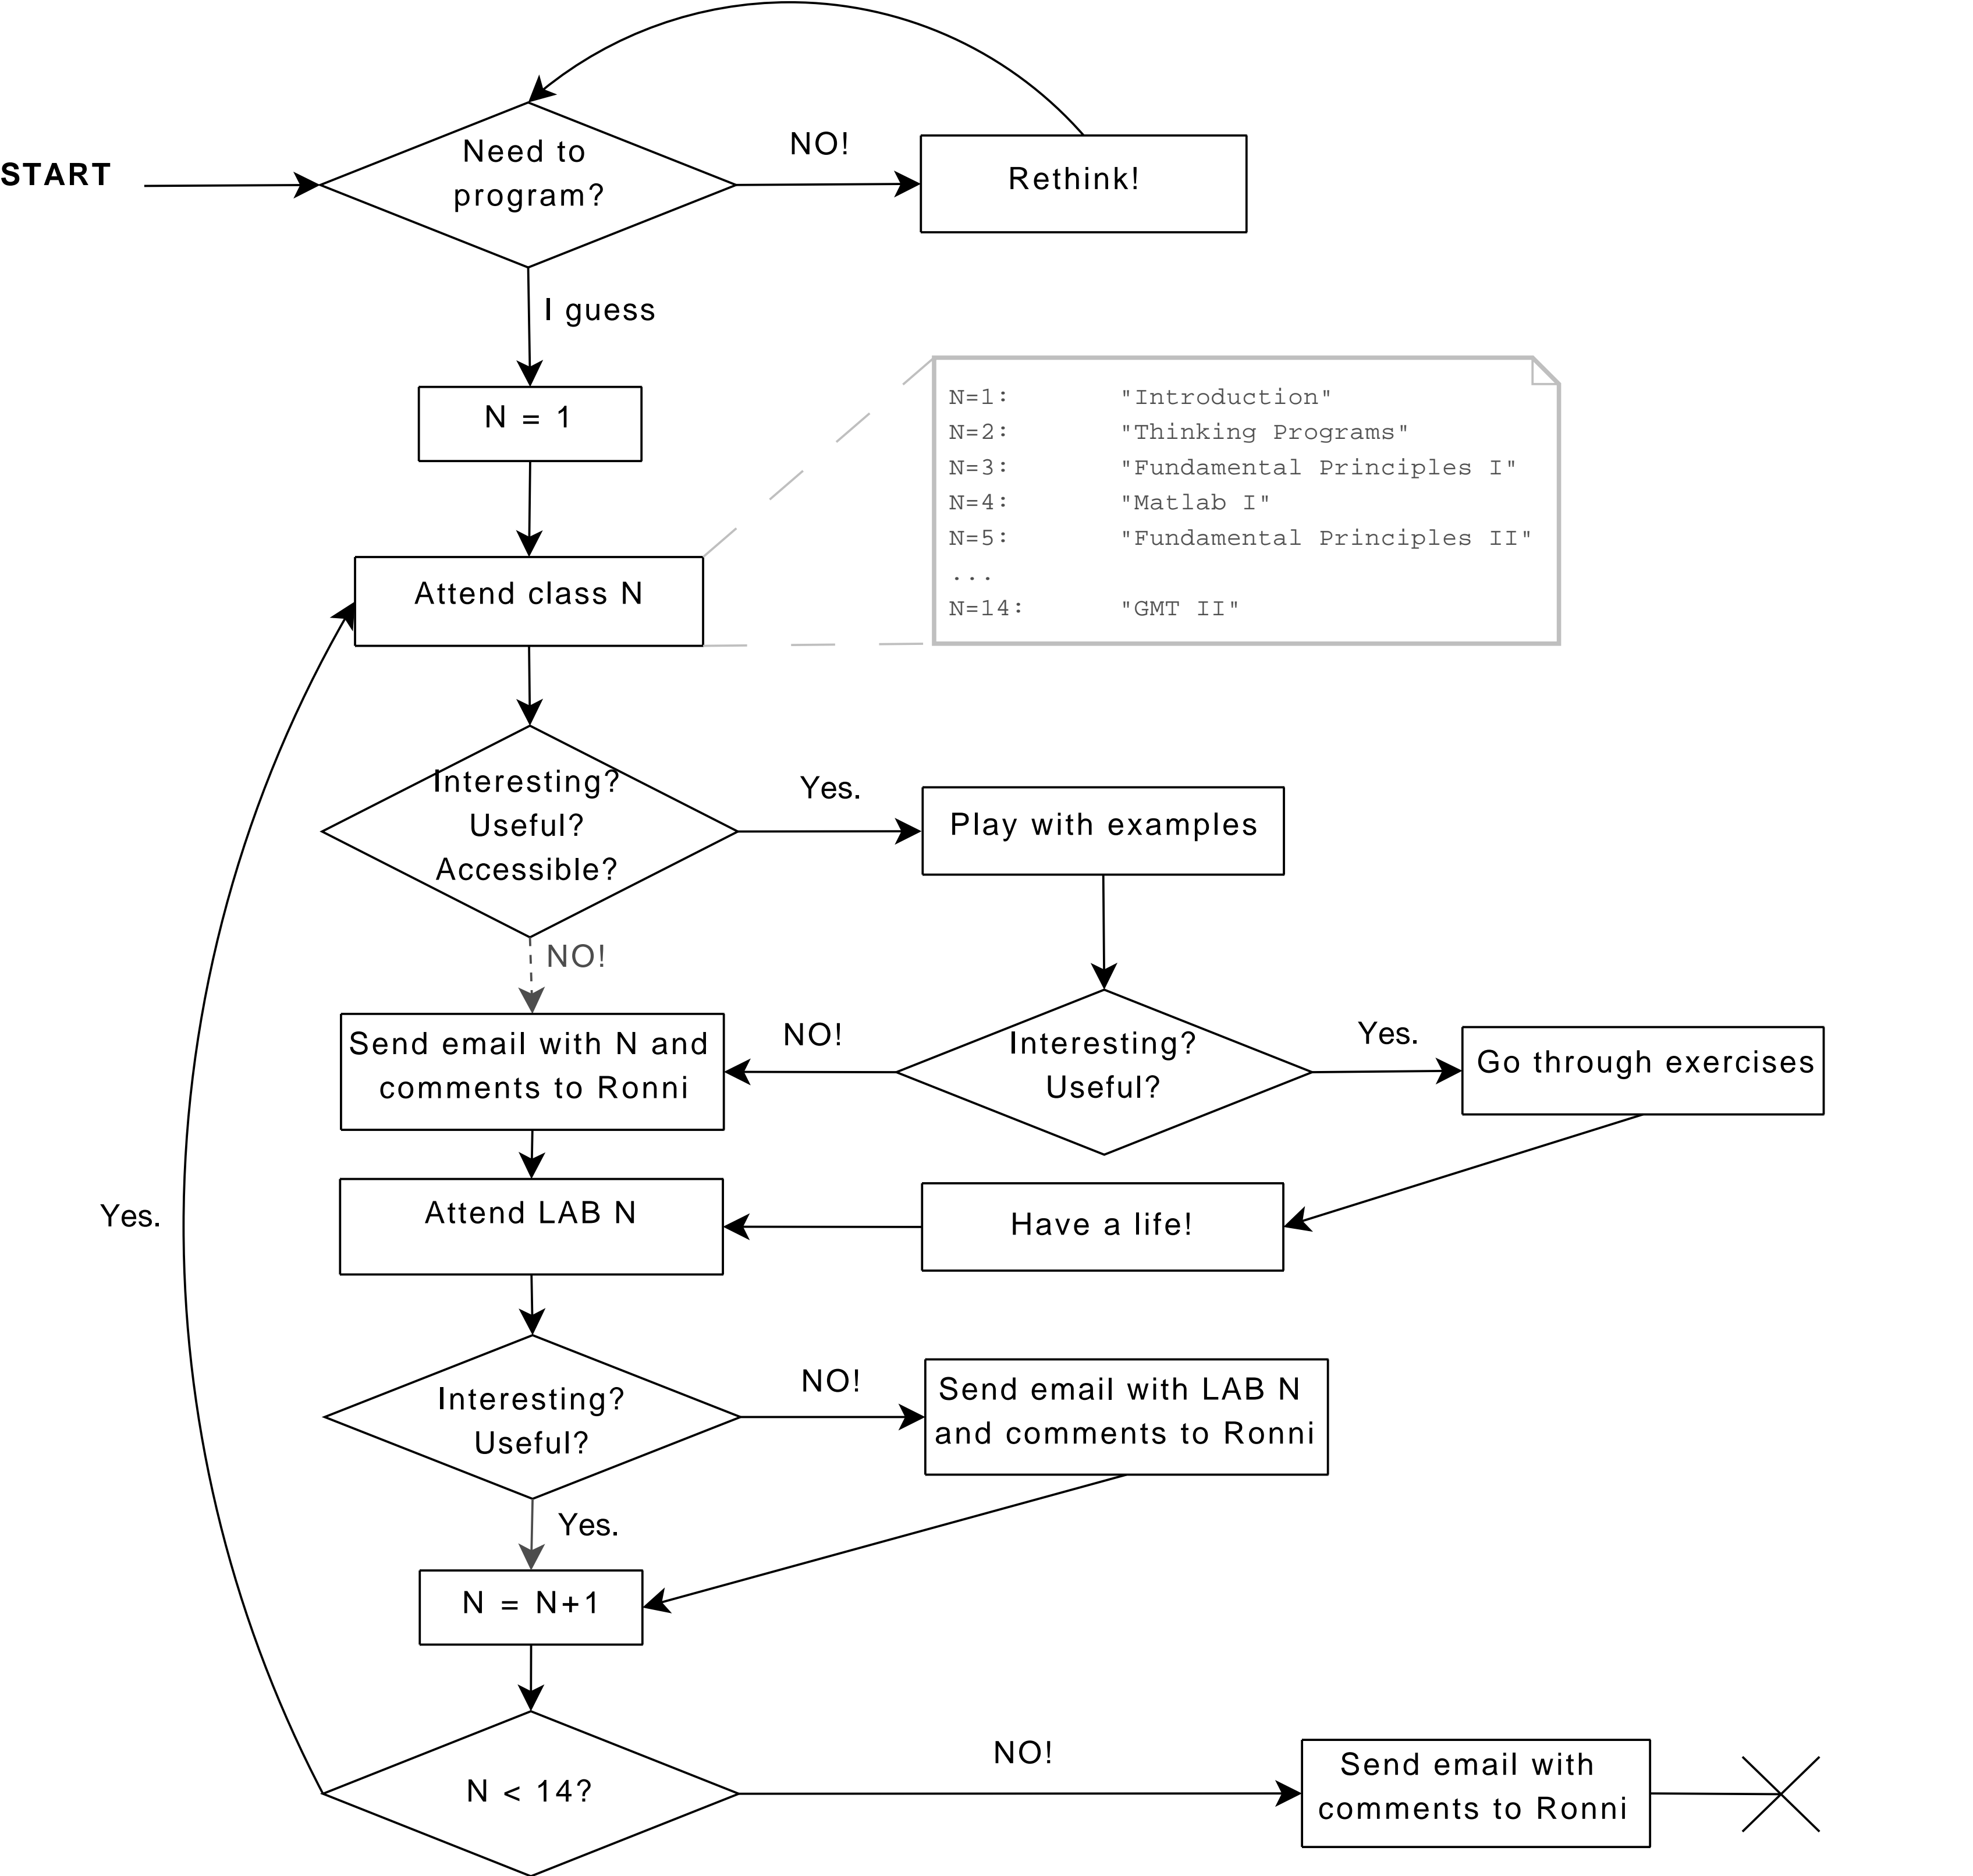 Need to
program?
NO!
Rethink!
START
I guess
N = 1
N=1: "Introduction"
N=2: "Thinking Programs"
N=3: "Fundamental Principles I"
N=4: "Matlab I"
N=5: "Fundamental Principles II"
...
N=14: "GMT II"
Attend class N
Interesting?
Useful?
Accessible?
Yes.
Play with examples
NO!
Send email with N and
comments to Ronni
NO!
Interesting?
Useful?
Yes.
Go through exercises
Yes.
Attend LAB N
Have a life!
Interesting?
Useful?
NO!
Send email with LAB N
and comments to Ronni
Yes.
N = N+1
N < 14?
NO!
Send email with
comments to Ronni